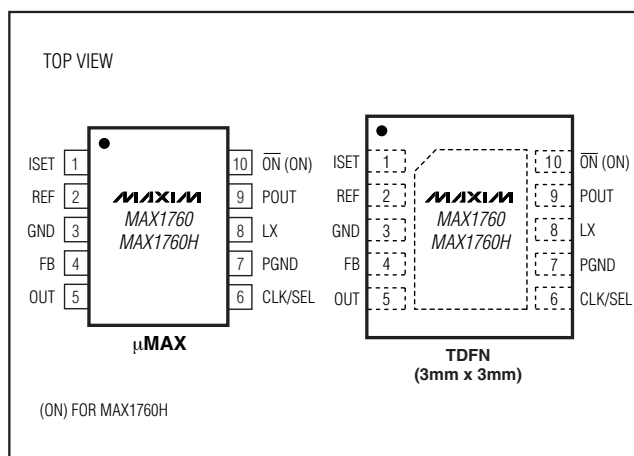 TOP VIEW
ISET 1
REF 2
GND 3
FB 4
OUT 5
MAXIM
MAX1760
MAX1760H
10 O̅N̅ (ON)
9 POUT
8 LX
7 PGND
6 CLK/SEL
μMAX
ISET 1
REF 2
GND 3
FB 4
OUT 5
MAXIM
MAX1760
MAX1760H
10 O̅N̅ (ON)
9 POUT
8 LX
7 PGND
6 CLK/SEL
TDFN
(3mm x 3mm)
(ON) FOR MAX1760H